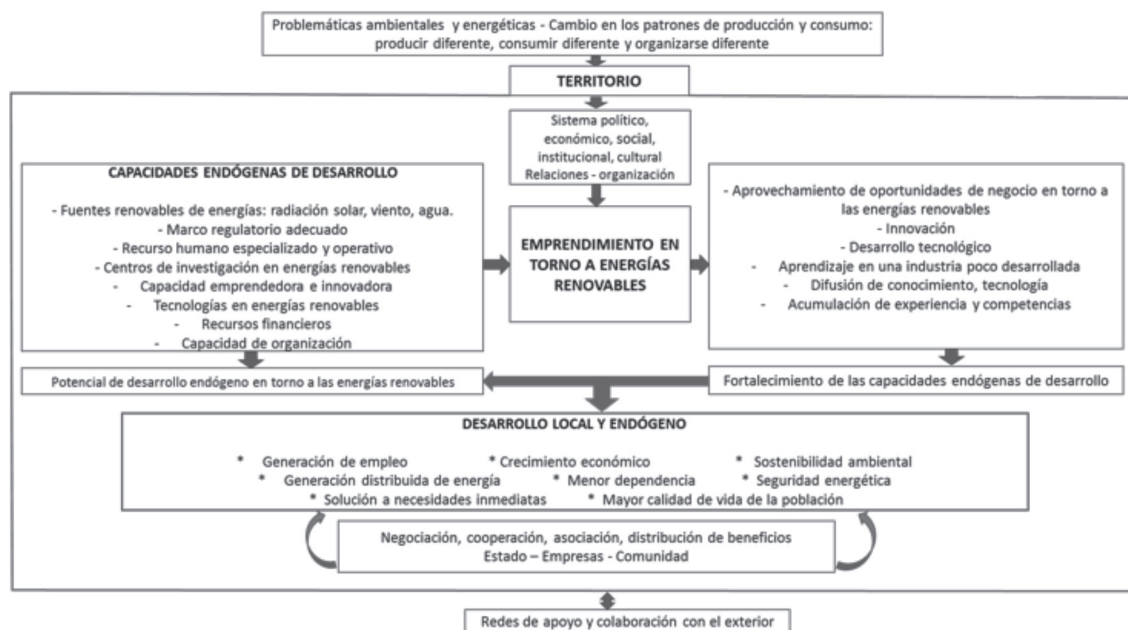 Problemáticas ambientales y energéticas - Cambio en los patrones de producción y consumo:
producir diferente, consumir diferente y organizarse diferente
TERRITORIO
Sistema político,
económico, social,
institucional, cultural
Relaciones - organización
CAPACIDADES ENDÓGENAS DE DESARROLLO
- Fuentes renovables de energías: radiación solar, viento, agua.
- Marco regulatorio adecuado
- Recurso humano especializado y operativo
- Centros de investigación en energías renovables
- Capacidad emprendedora e innovadora
- Tecnologías en energías renovables
- Recursos financieros
- Capacidad de organización
EMPRENDIMIENTO EN
TORNO A ENERGÍAS
RENOVABLES
- Aprovechamiento de oportunidades de negocio en torno a
las energías renovables
- Innovación
- Desarrollo tecnológico
- Aprendizaje en una industria poco desarrollada
- Difusión de conocimiento, tecnología
- Acumulación de experiencia y competencias
Potencial de desarrollo endógeno en torno a las energías renovables
Fortalecimiento de las capacidades endógenas de desarrollo
DESARROLLO LOCAL Y ENDÓGENO
* Generación de empleo * Crecimiento económico * Sostenibilidad ambiental
* Generación distribuida de energía * Menor dependencia * Seguridad energética
* Solución a necesidades inmediatas * Mayor calidad de vida de la población
Negociación, cooperación, asociación, distribución de beneficios
Estado – Empresas - Comunidad
Redes de apoyo y colaboración con el exterior